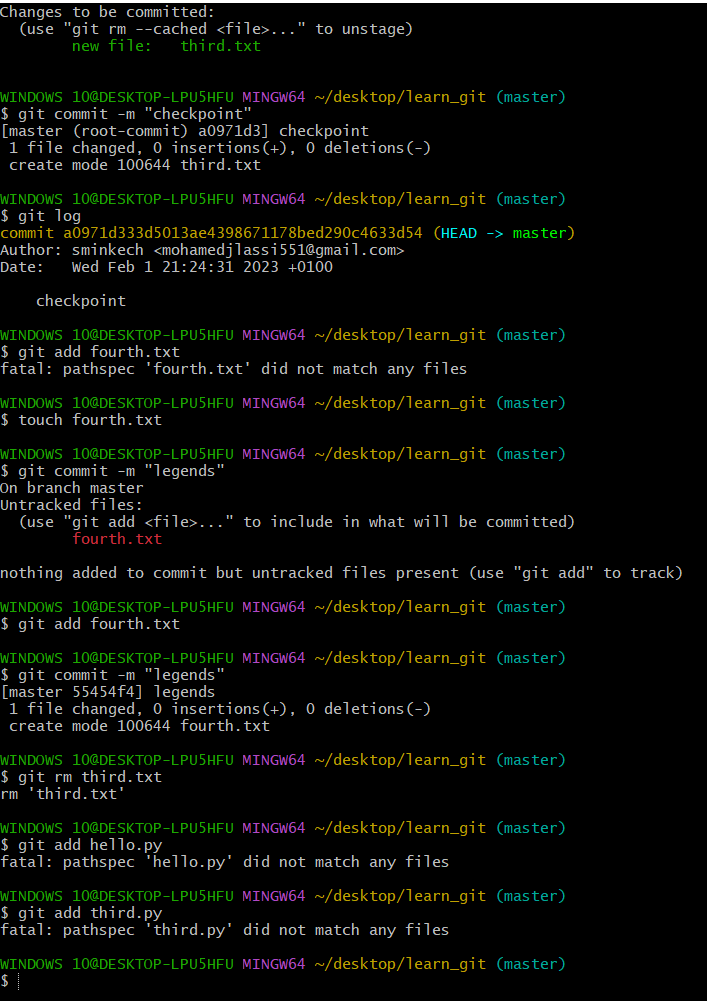 Changes to be committed:
  (use "git rm --cached <file>..." to unstage)
        new file:   third.txt
WINDOWS 10@DESKTOP-LPU5HFU MINGW64 ~/desktop/learn_git (master)
$ git commit -m "checkpoint"
[master (root-commit) a0971d3] checkpoint
 1 file changed, 0 insertions(+), 0 deletions(-)
 create mode 100644 third.txt
WINDOWS 10@DESKTOP-LPU5HFU MINGW64 ~/desktop/learn_git (master)
$ git log
commit a0971d333d5013ae4398671178bed290c4633d54 (HEAD -> master)
Author: sminkech <mohamedjlassi551@gmail.com>
Date:   Wed Feb 1 21:24:31 2023 +0100
    checkpoint
WINDOWS 10@DESKTOP-LPU5HFU MINGW64 ~/desktop/learn_git (master)
$ git add fourth.txt
fatal: pathspec 'fourth.txt' did not match any files
WINDOWS 10@DESKTOP-LPU5HFU MINGW64 ~/desktop/learn_git (master)
$ touch fourth.txt
WINDOWS 10@DESKTOP-LPU5HFU MINGW64 ~/desktop/learn_git (master)
$ git commit -m "legends"
On branch master
Untracked files:
  (use "git add <file>..." to include in what will be committed)
        fourth.txt
nothing added to commit but untracked files present (use "git add" to track)
WINDOWS 10@DESKTOP-LPU5HFU MINGW64 ~/desktop/learn_git (master)
$ git add fourth.txt
WINDOWS 10@DESKTOP-LPU5HFU MINGW64 ~/desktop/learn_git (master)
$ git commit -m "legends"
[master 55454f4] legends
 1 file changed, 0 insertions(+), 0 deletions(-)
 create mode 100644 fourth.txt
WINDOWS 10@DESKTOP-LPU5HFU MINGW64 ~/desktop/learn_git (master)
$ git rm third.txt
rm 'third.txt'
WINDOWS 10@DESKTOP-LPU5HFU MINGW64 ~/desktop/learn_git (master)
$ git add hello.py
fatal: pathspec 'hello.py' did not match any files
WINDOWS 10@DESKTOP-LPU5HFU MINGW64 ~/desktop/learn_git (master)
$ git add third.py
fatal: pathspec 'third.py' did not match any files
WINDOWS 10@DESKTOP-LPU5HFU MINGW64 ~/desktop/learn_git (master)
$